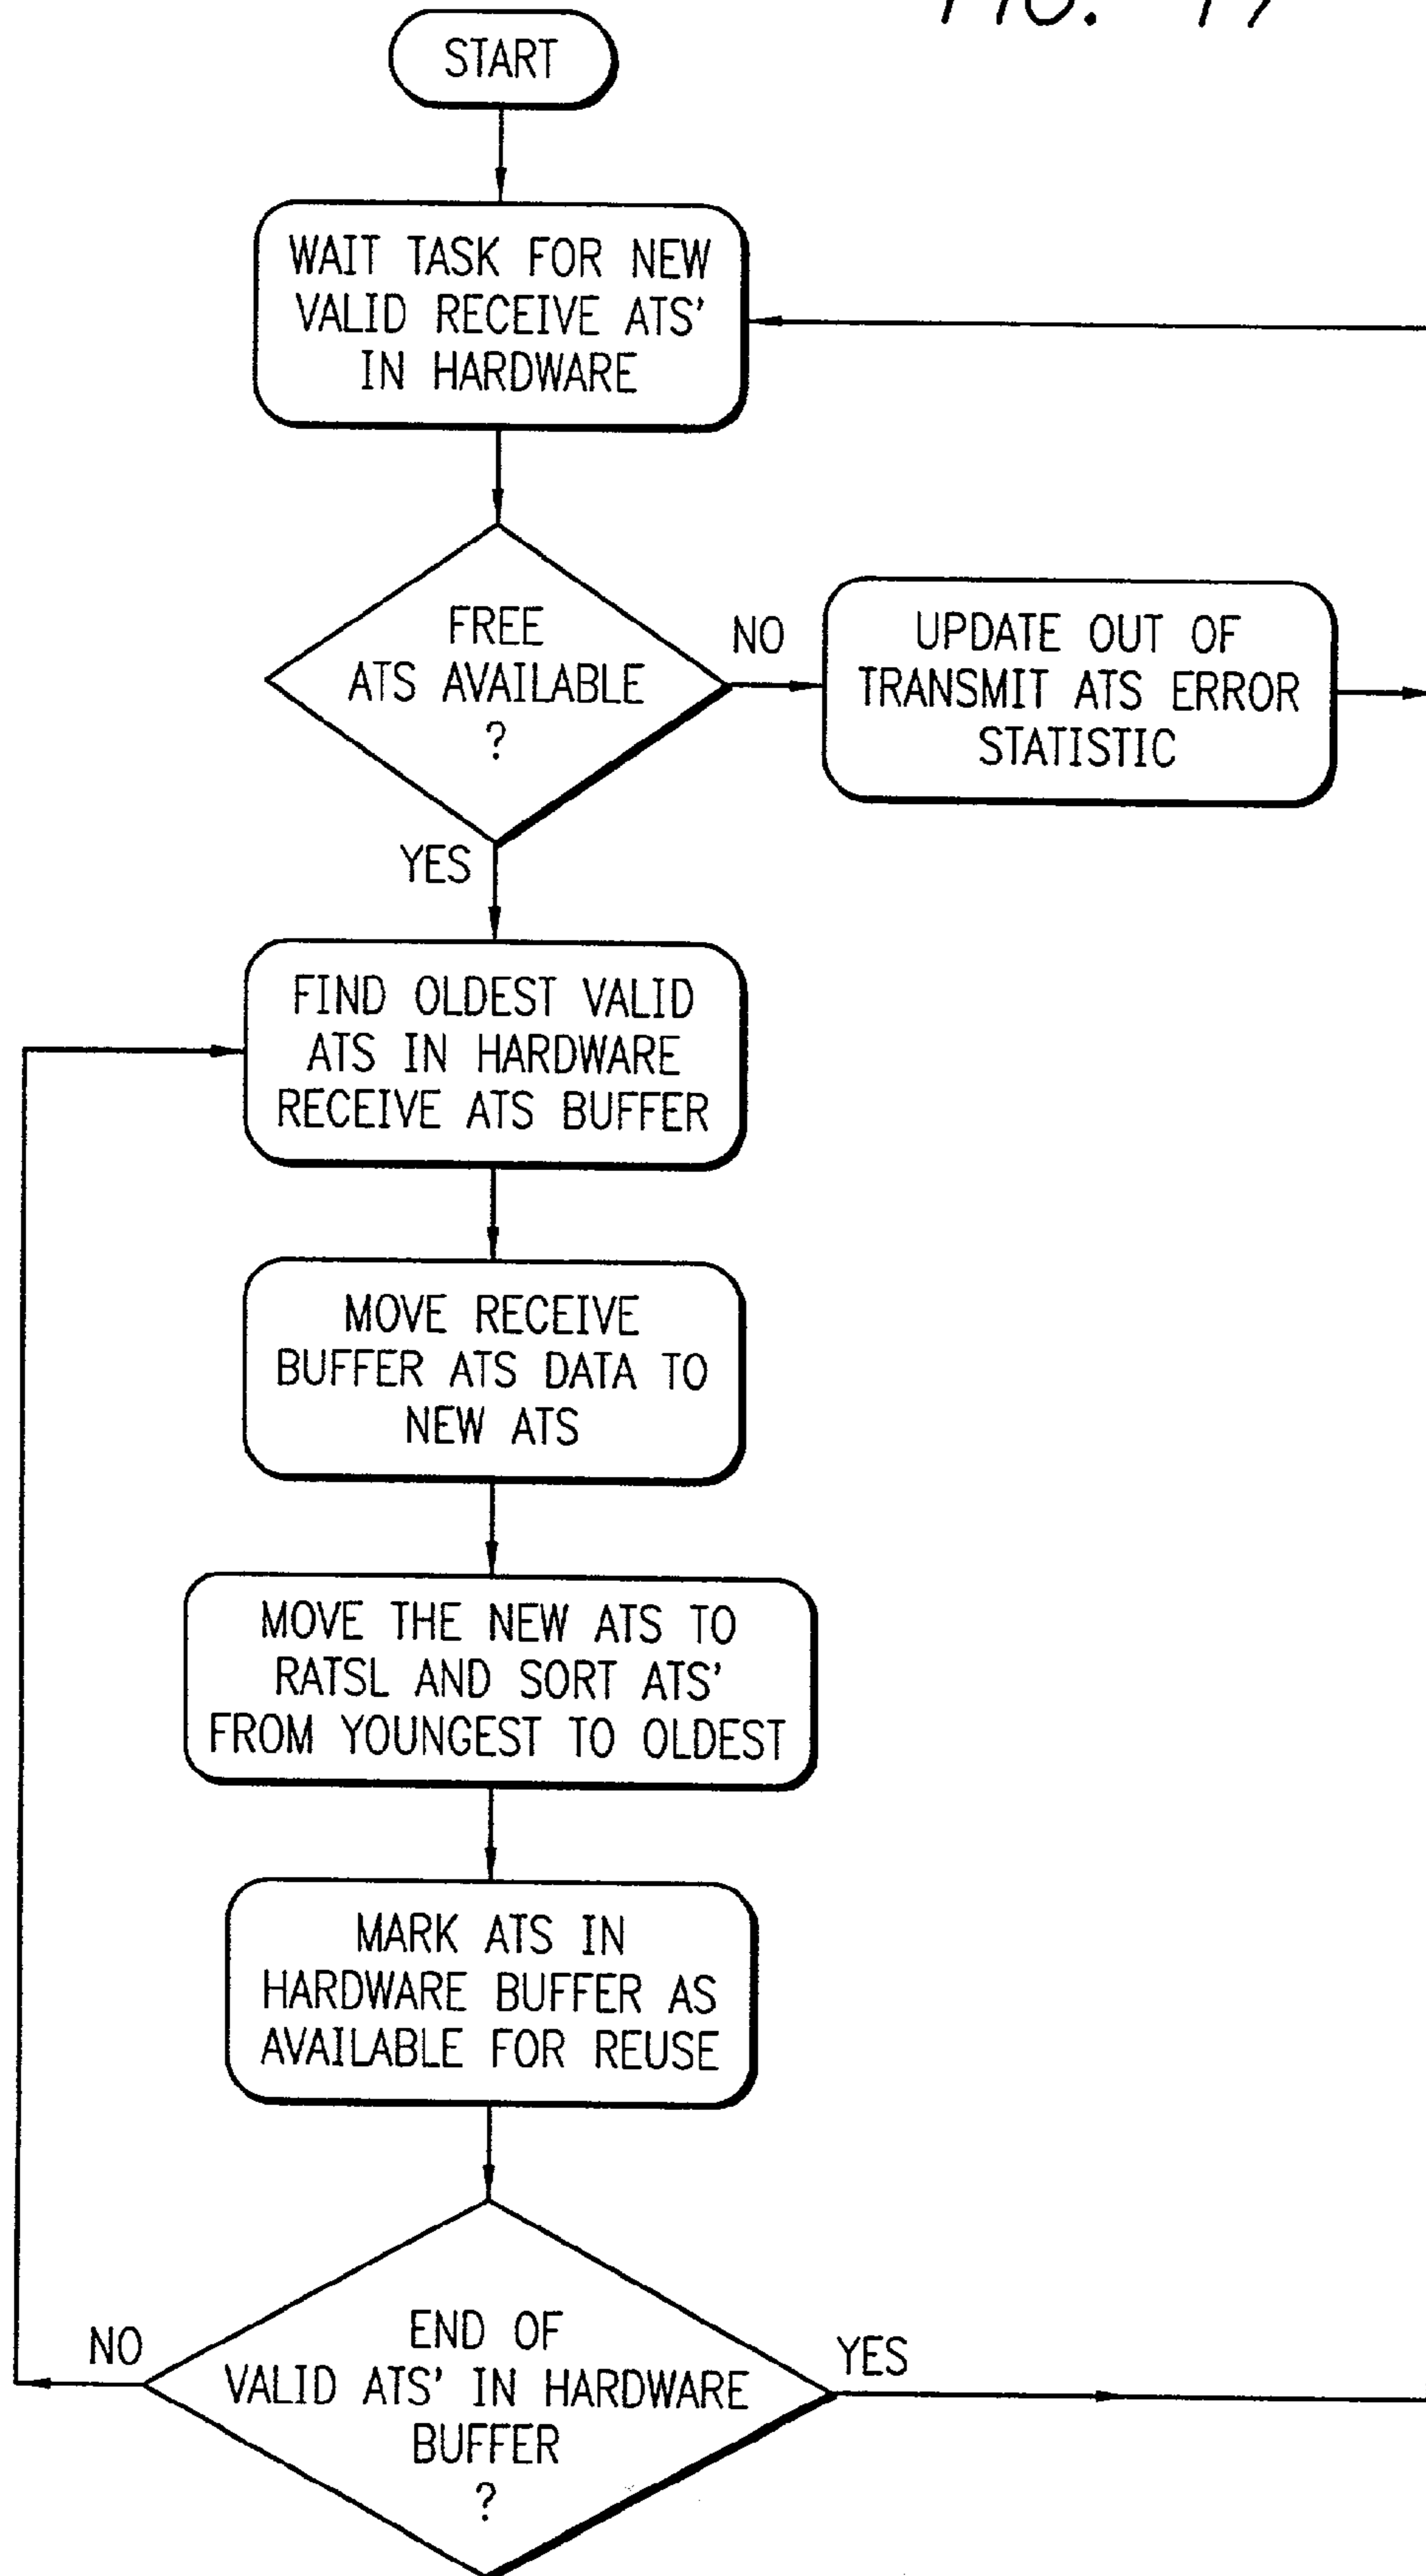 START
WAIT TASK FOR NEW
VALID RECEIVE ATS'
IN HARDWARE
FREE
ATS AVAILABLE
?
NO
UPDATE OUT OF
TRANSMIT ATS ERROR
STATISTIC
YES
FIND OLDEST VALID
ATS IN HARDWARE
RECEIVE ATS BUFFER
MOVE RECEIVE
BUFFER ATS DATA TO
NEW ATS
MOVE THE NEW ATS TO
RATSL AND SORT ATS'
FROM YOUNGEST TO OLDEST
MARK ATS IN
HARDWARE BUFFER AS
AVAILABLE FOR REUSE
NO
END OF
VALID ATS' IN HARDWARE
BUFFER
?
YES